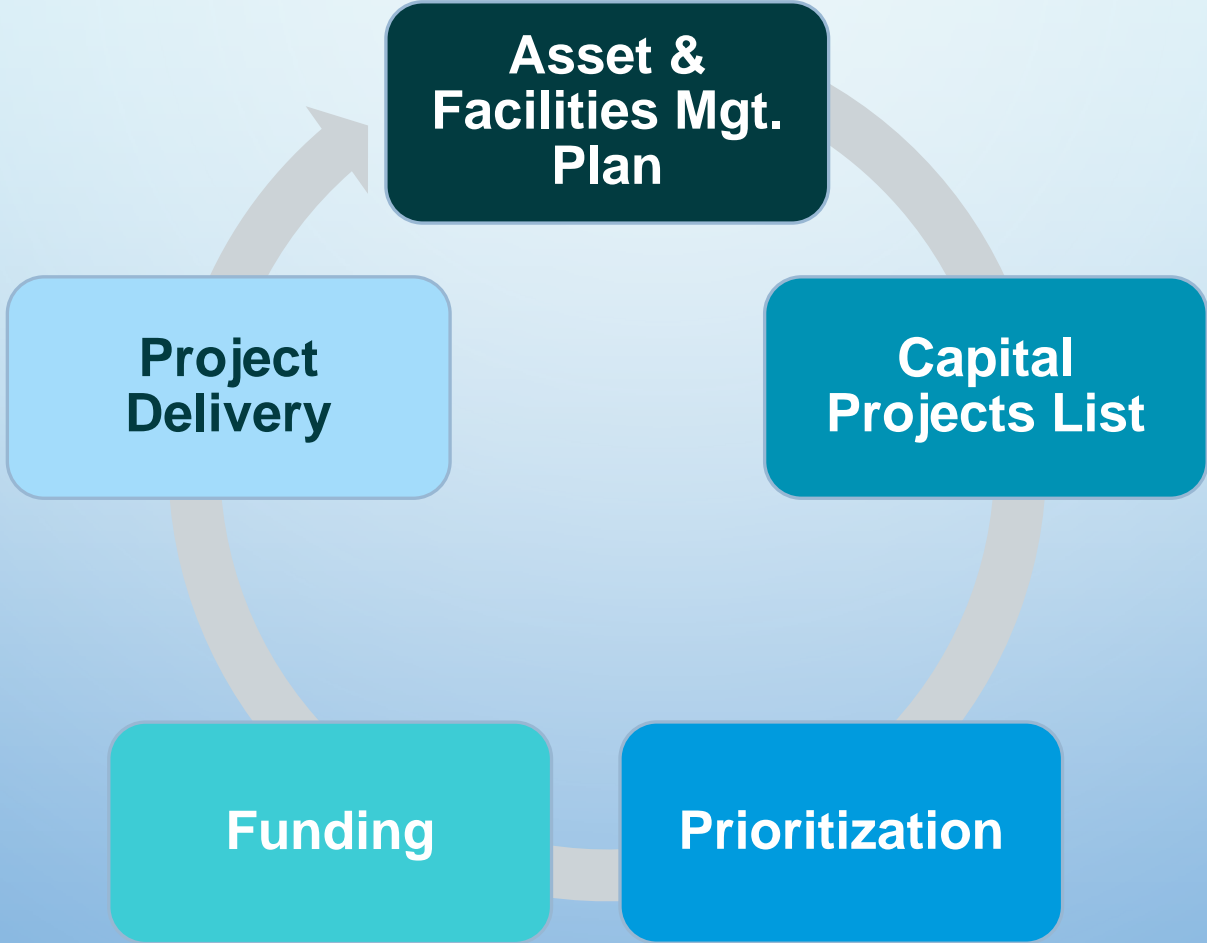 Asset &
Facilities Mgt.
Plan
Capital
Projects List
Prioritization
Funding
Project
Delivery